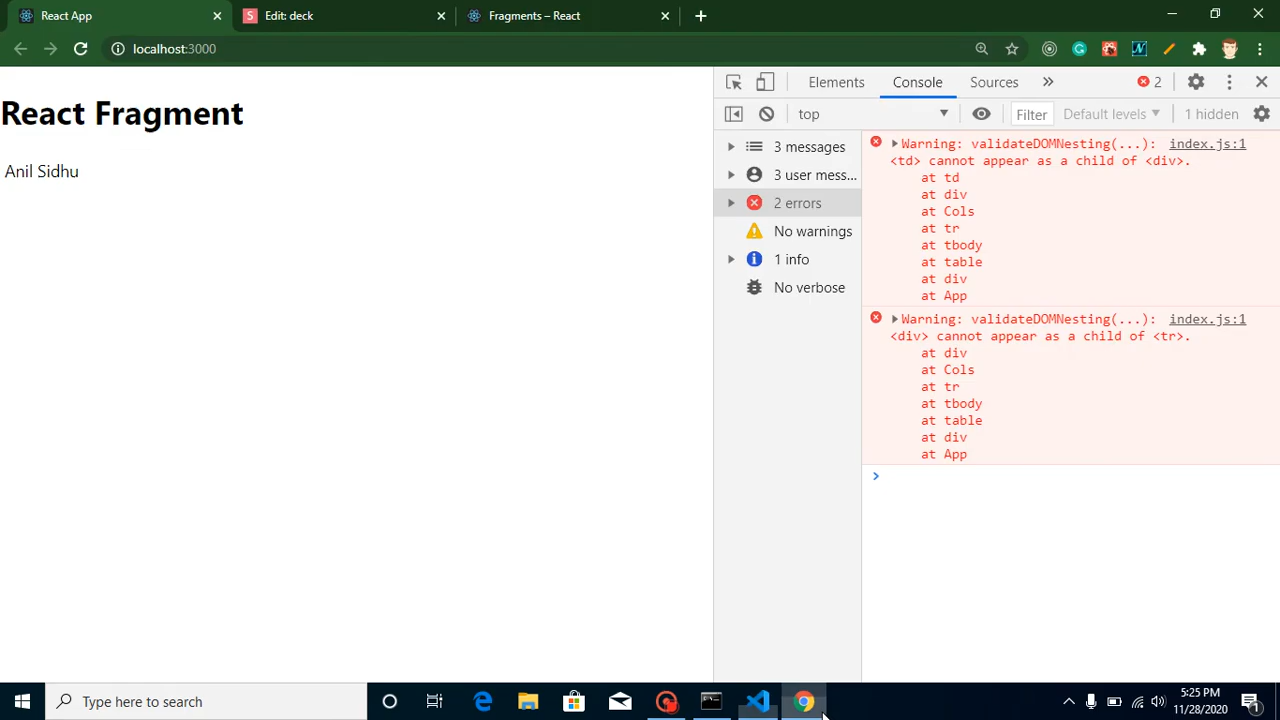 React App
Edit: deck
Fragments – React
localhost:3000
Elements
Console
Sources
2
top
Filter
Default levels
1 hidden
React Fragment
Anil Sidhu
3 messages
3 user mess...
2 errors
No warnings
1 info
No verbose
Warning: validateDOMNesting(...): index.js:1
<td> cannot appear as a child of <div>.
at td
at div
at Cols
at tr
at tbody
at table
at div
at App
Warning: validateDOMNesting(...): index.js:1
<div> cannot appear as a child of <tr>.
at div
at Cols
at tr
at tbody
at table
at div
at App
Type here to search
5:25 PM
11/28/2020
1